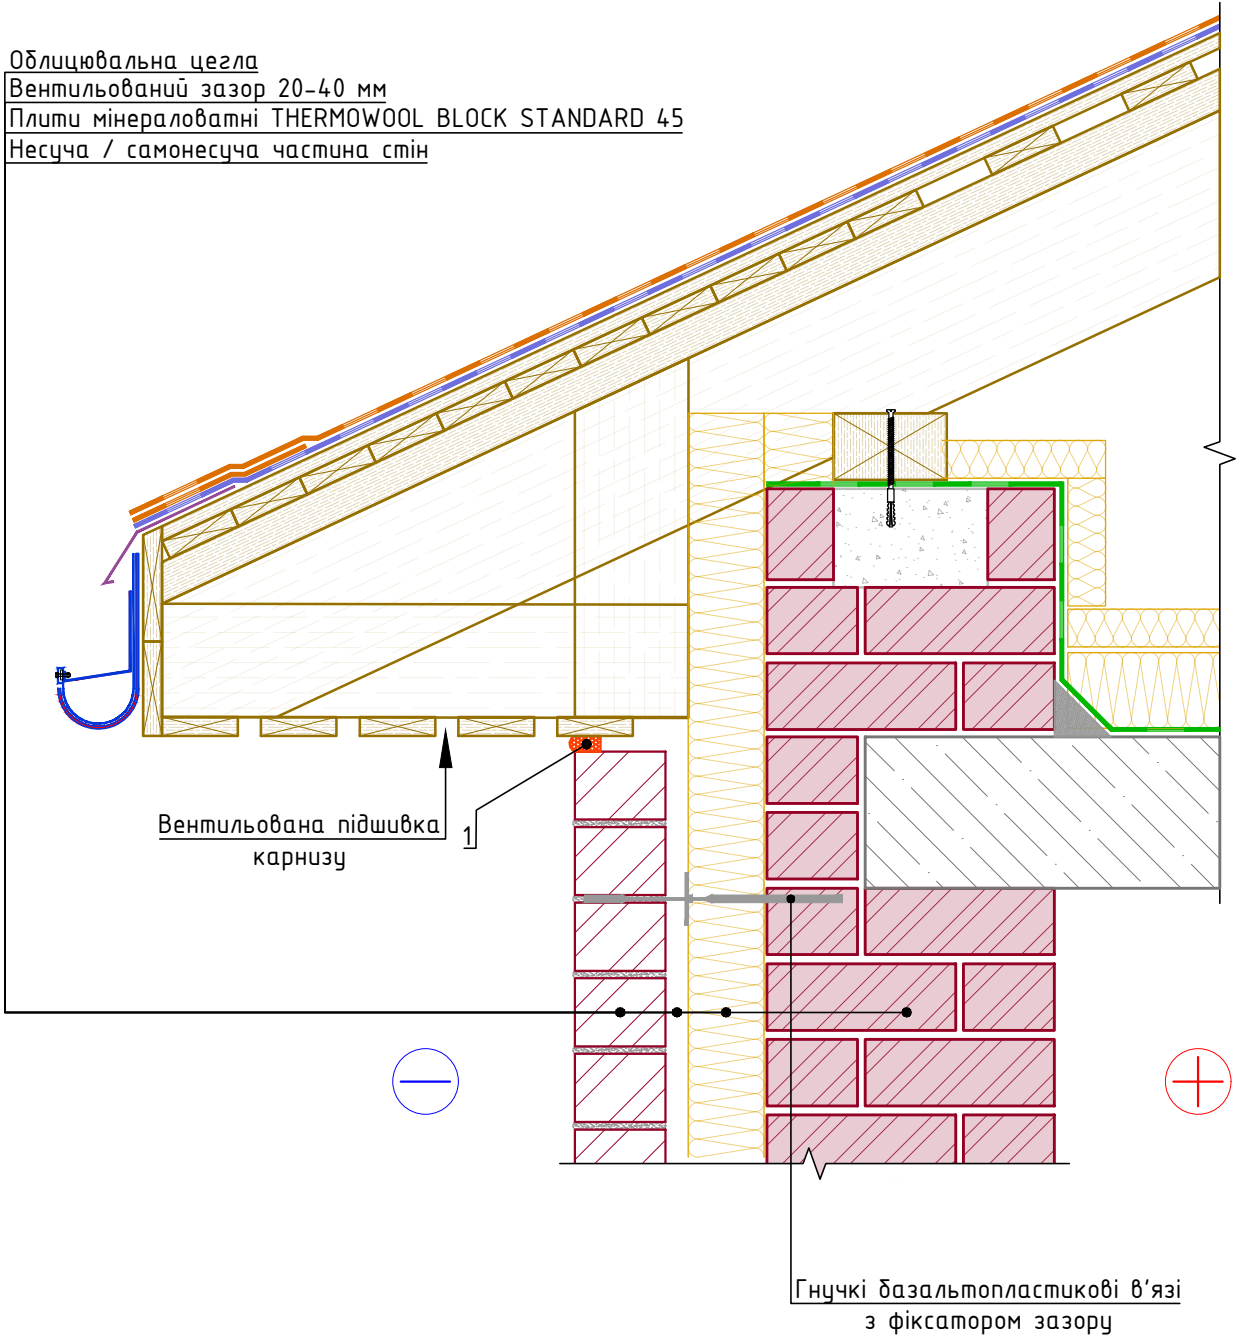 Облицювальна цегла
Вентильований зазор 20-40 мм
Плити мінераловатні THERMOWOOL BLOCK STANDARD 45
Несуча / самонесуча частина стін
Вентильована підшивка
карнизу
1
Гнучкі базальтопластикові в'язі
з фіксатором зазору